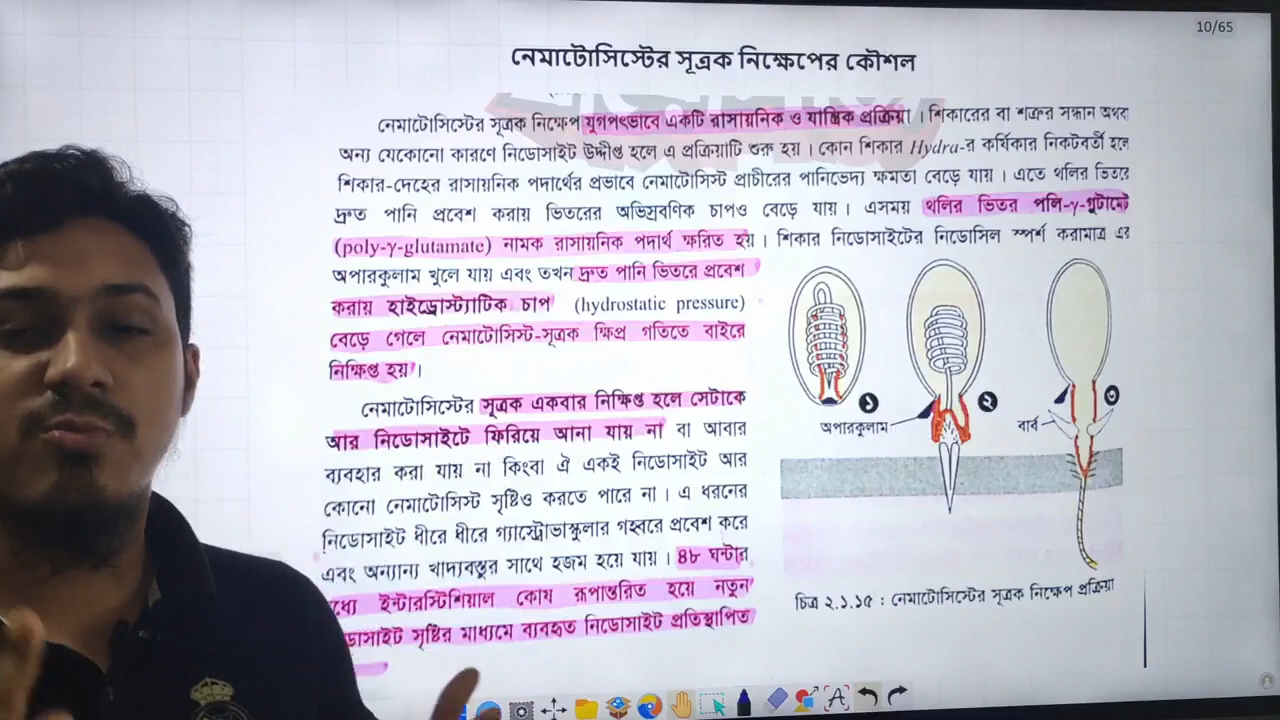 10/65
নেমাটোসিস্টের সূত্রক নিক্ষেপের কৌশল
নেমাটোসিস্টের সূত্রক নিক্ষেপ যুগপৎভাবে একটি রাসায়নিক ও যান্ত্রিক প্রক্রিয়া । শিকারের বা শত্রুর সন্ধান অথবা
অন্য যেকোনো কারণে নিডোসাইট উদ্দীপ্ত হলে এ প্রক্রিয়াটি শুরু হয় । কোন শিকার Hydra-র কর্ষিকার নিকটবর্তী হলে
শিকার-দেহের রাসায়নিক পদার্থের প্রভাবে নেমাটোসিস্ট প্রাচীরের পানিভেদ্য ক্ষমতা বেড়ে যায় । এতে থলির ভিতরে
দ্রুত পানি প্রবেশ করায় ভিতরের অভিস্রবণিক চাপও বেড়ে যায় । এসময় থলির ভিতর পলি-γ-গ্লুটামেট
(poly-γ-glutamate) নামক রাসায়নিক পদার্থ ক্ষরিত হয় । শিকার নিডোসাইটের নিডোসিল স্পর্শ করামাত্র এর
অপারকুলাম খুলে যায় এবং তখন দ্রুত পানি ভিতরে প্রবেশ
করায় হাইড্রোস্ট্যাটিক চাপ (hydrostatic pressure)
বেড়ে গেলে নেমাটোসিস্ট-সূত্রক ক্ষিপ্র গতিতে বাইরে
নিক্ষিপ্ত হয় ।
নেমাটোসিস্টের সূত্রক একবার নিক্ষিপ্ত হলে সেটাকে
আর নিডোসাইটে ফিরিয়ে আনা যায় না বা আবার
ব্যবহার করা যায় না কিংবা ঐ একই নিডোসাইট আর
কোনো নেমাটোসিস্ট সৃষ্টিও করতে পারে না । এ ধরনের
নিডোসাইট ধীরে ধীরে গ্যাস্ট্রোভাস্কুলার গহ্বরে প্রবেশ করে
এবং অন্যান্য খাদ্যবস্তুর সাথে হজম হয়ে যায় । ৪৮ ঘন্টার
ধ্যে ইন্টারস্টিশিয়াল কোষ রূপান্তরিত হয়ে নতুন
ডোসাইট সৃষ্টির মাধ্যমে ব্যবহৃত নিডোসাইট প্রতিস্থাপিত
১
২
৩
অপারকুলাম
বার্ব
চিত্র ২.১.১৫ : নেমাটোসিস্টের সূত্রক নিক্ষেপ প্রক্রিয়া